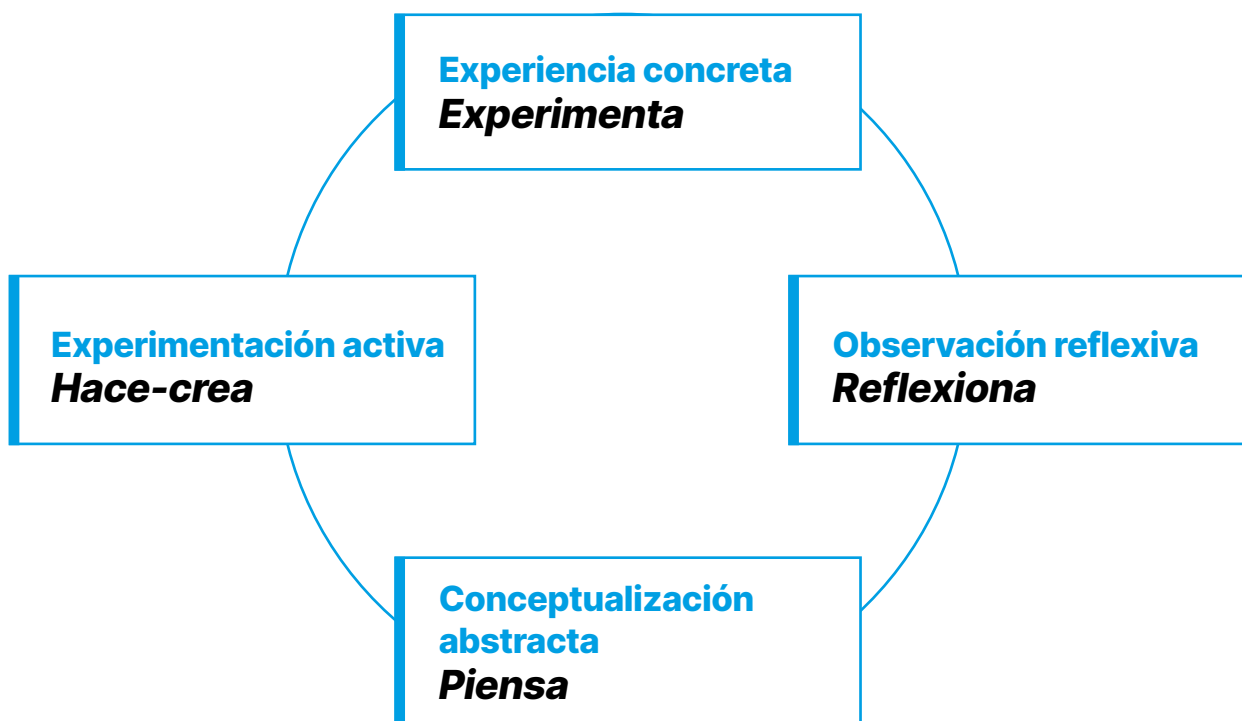 Experiencia concreta
Experimenta
Experimentación activa
Hace-crea
Observación reflexiva
Reflexiona
Conceptualización
abstracta
Piensa